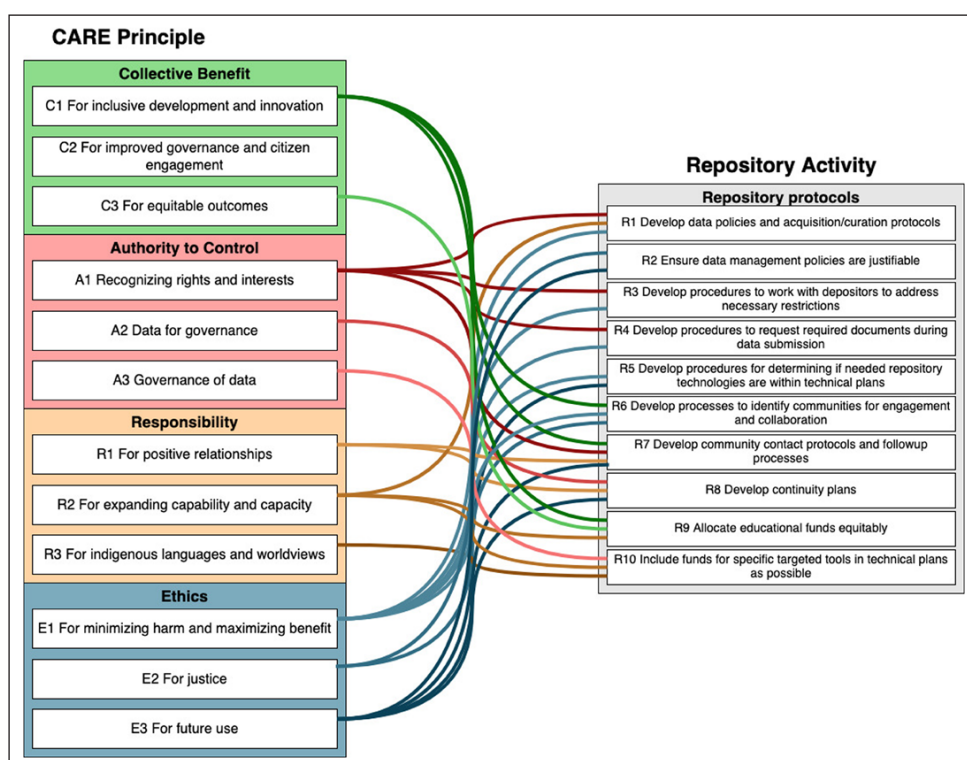 CARE Principle
Collective Benefit
C1 For inclusive development and innovation
C2 For improved governance and citizen
engagement
C3 For equitable outcomes
Authority to Control
A1 Recognizing rights and interests
A2 Data for governance
A3 Governance of data
Responsibility
R1 For positive relationships
R2 For expanding capability and capacity
R3 For indigenous languages and worldviews
Ethics
E1 For minimizing harm and maximizing benefit
E2 For justice
E3 For future use
Repository Activity
Repository protocols
R1 Develop data policies and acquisition/curation protocols
R2 Ensure data management policies are justifiable
R3 Develop procedures to work with depositors to address
necessary restrictions
R4 Develop procedures to request required documents during
data submission
R5 Develop procedures for determining if needed repository
technologies are within technical plans
R6 Develop processes to identify communities for engagement
and collaboration
R7 Develop community contact protocols and followup
processes
R8 Develop continuity plans
R9 Allocate educational funds equitably
R10 Include funds for specific targeted tools in technical plans
as possible